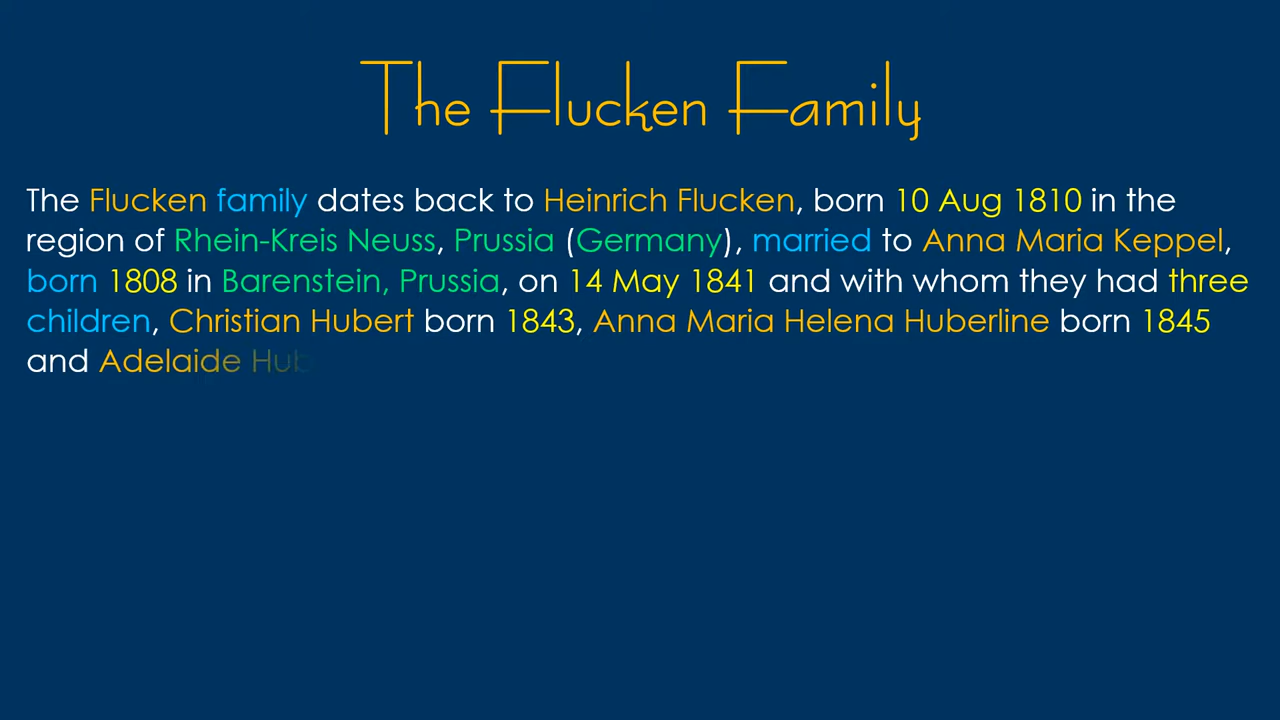 The Flucken Family
The Flucken family dates back to Heinrich Flucken, born 10 Aug 1810 in the
region of Rhein-Kreis Neuss, Prussia (Germany), married to Anna Maria Keppel,
born 1808 in Barenstein, Prussia, on 14 May 1841 and with whom they had three
children, Christian Hubert born 1843, Anna Maria Helena Huberline born 1845
and Adelaide